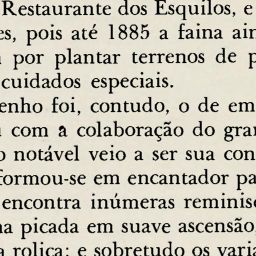 Restaurante dos Esquilos, e
es, pois até 1885 a faina ain
por plantar terrenos de p
cuidados especiais.
enho foi, contudo, o de em
com a colaboração do gra
o notável veio a ser sua con
formou-se em encantador pa
encontra inúmeras reminis
na picada em suave ascensão
a roliça; e sobretudo os varia